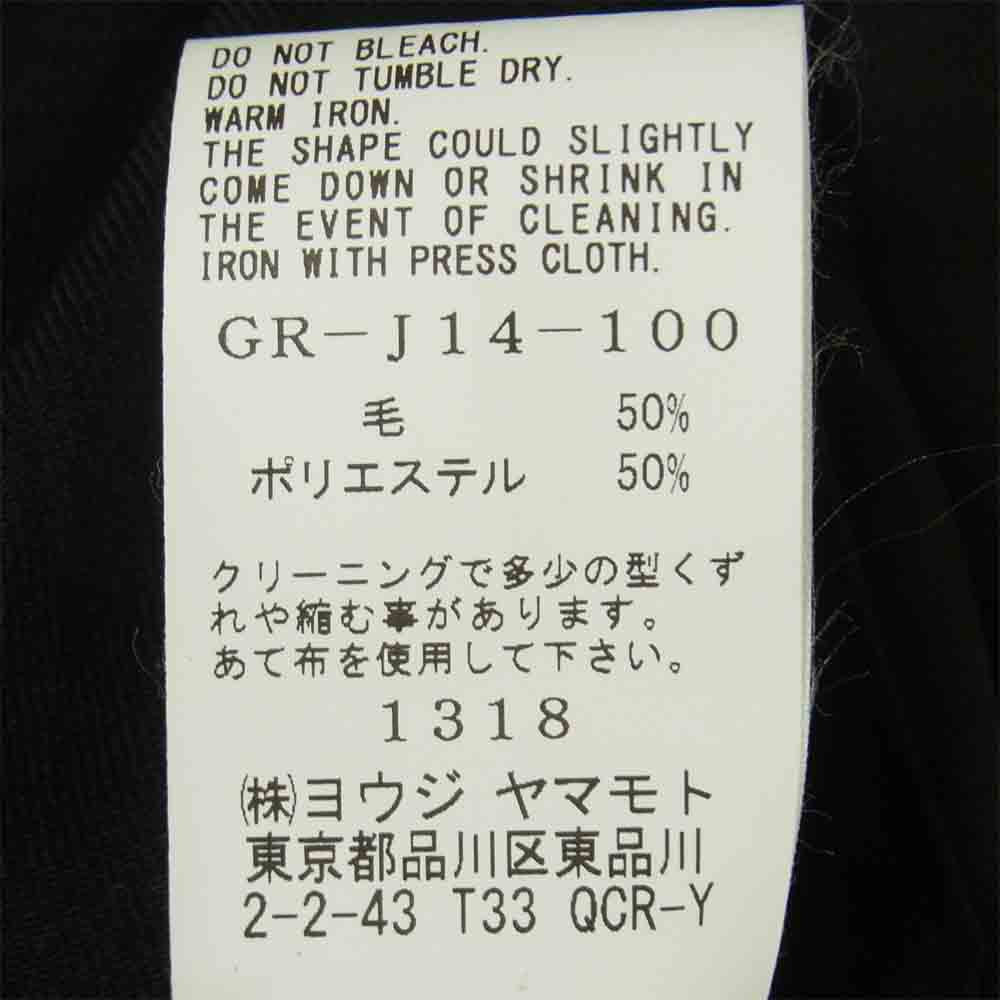 DO NOT BLEACH.
DO NOT TUMBLE DRY.
WARM IRON.
THE SHAPE COULD SLIGHTLY
COME DOWN OR SHRINK IN
THE EVENT OF CLEANING.
IRON WITH PRESS CLOTH.
GR-J14-100
毛 50%
ポリエステル 50%
クリーニングで多少の型くず
れや縮む事があります。
あて布を使用して下さい。
1318
(株)ヨウジ ヤマモト
東京都品川区東品川
2-2-43 T33 QCR-Y